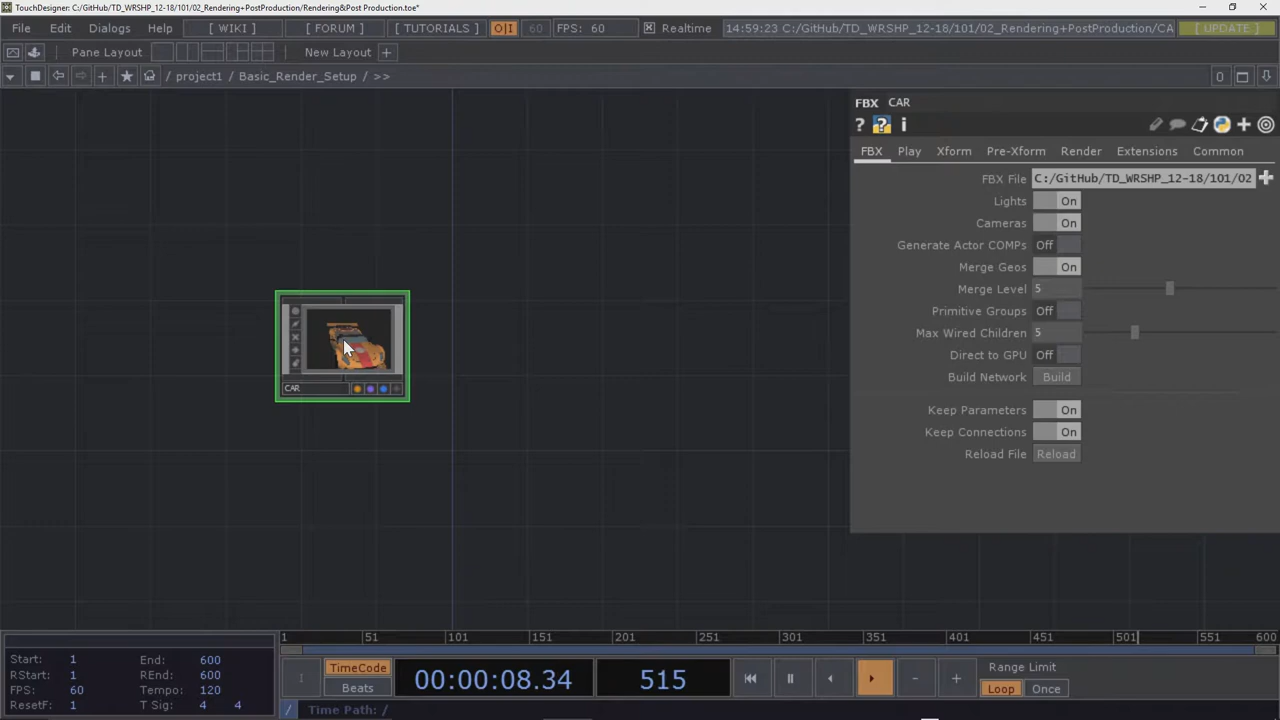 TouchDesigner: C:/GitHub/TD_WRSHP_12-18/101/02_Rendering+PostProduction/Rendering&Post Production.toe*
File Edit Dialogs [ WIKI ] [ FORUM ] [ TUTORIALS ] O|I 60 FPS: 60 Realtime 14:59:23 C:/GitHub/TD_WRSHP_12-18/101/02_Rendering+PostProduction/CA [ UPDATE ]
Pane Layout New Layout +
/ project1 / Basic_Render_Setup / >> 0
FBX CAR
? ? i
FBX Play Xform Pre-Xform Render Extensions Common
FBX File C:/GitHub/TD_WRSHP_12-18/101/02
Lights On
Cameras On
Generate Actor COMPs Off
Merge Geos On
Merge Level 5
Primitive Groups Off
Max Wired Children 5
Direct to GPU Off
Build Network Build
Keep Parameters On
Keep Connections On
Reload File Reload
CAR
1 51 101 151 201 251 301 351 401 451 501 551 600
Start: 1 End: 600
RStart: 1 REnd: 600
FPS: 60 Tempo: 120
ResetF: 1 T Sig: 4 4
1 TimeCode
Beats
00:00:08.34 515
- +
Range Limit
Loop Once
/ Time Path: /